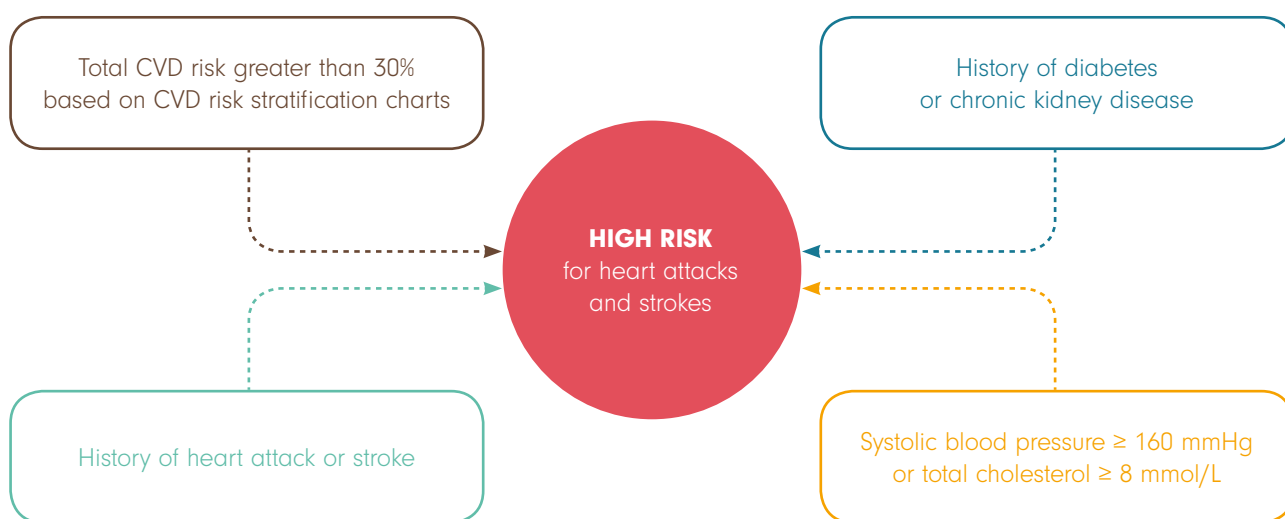 Total CVD risk greater than 30%
based on CVD risk stratification charts
History of diabetes
or chronic kidney disease
HIGH RISK
for heart attacks
and strokes
History of heart attack or stroke
Systolic blood pressure ≥ 160 mmHg
or total cholesterol ≥ 8 mmol/L